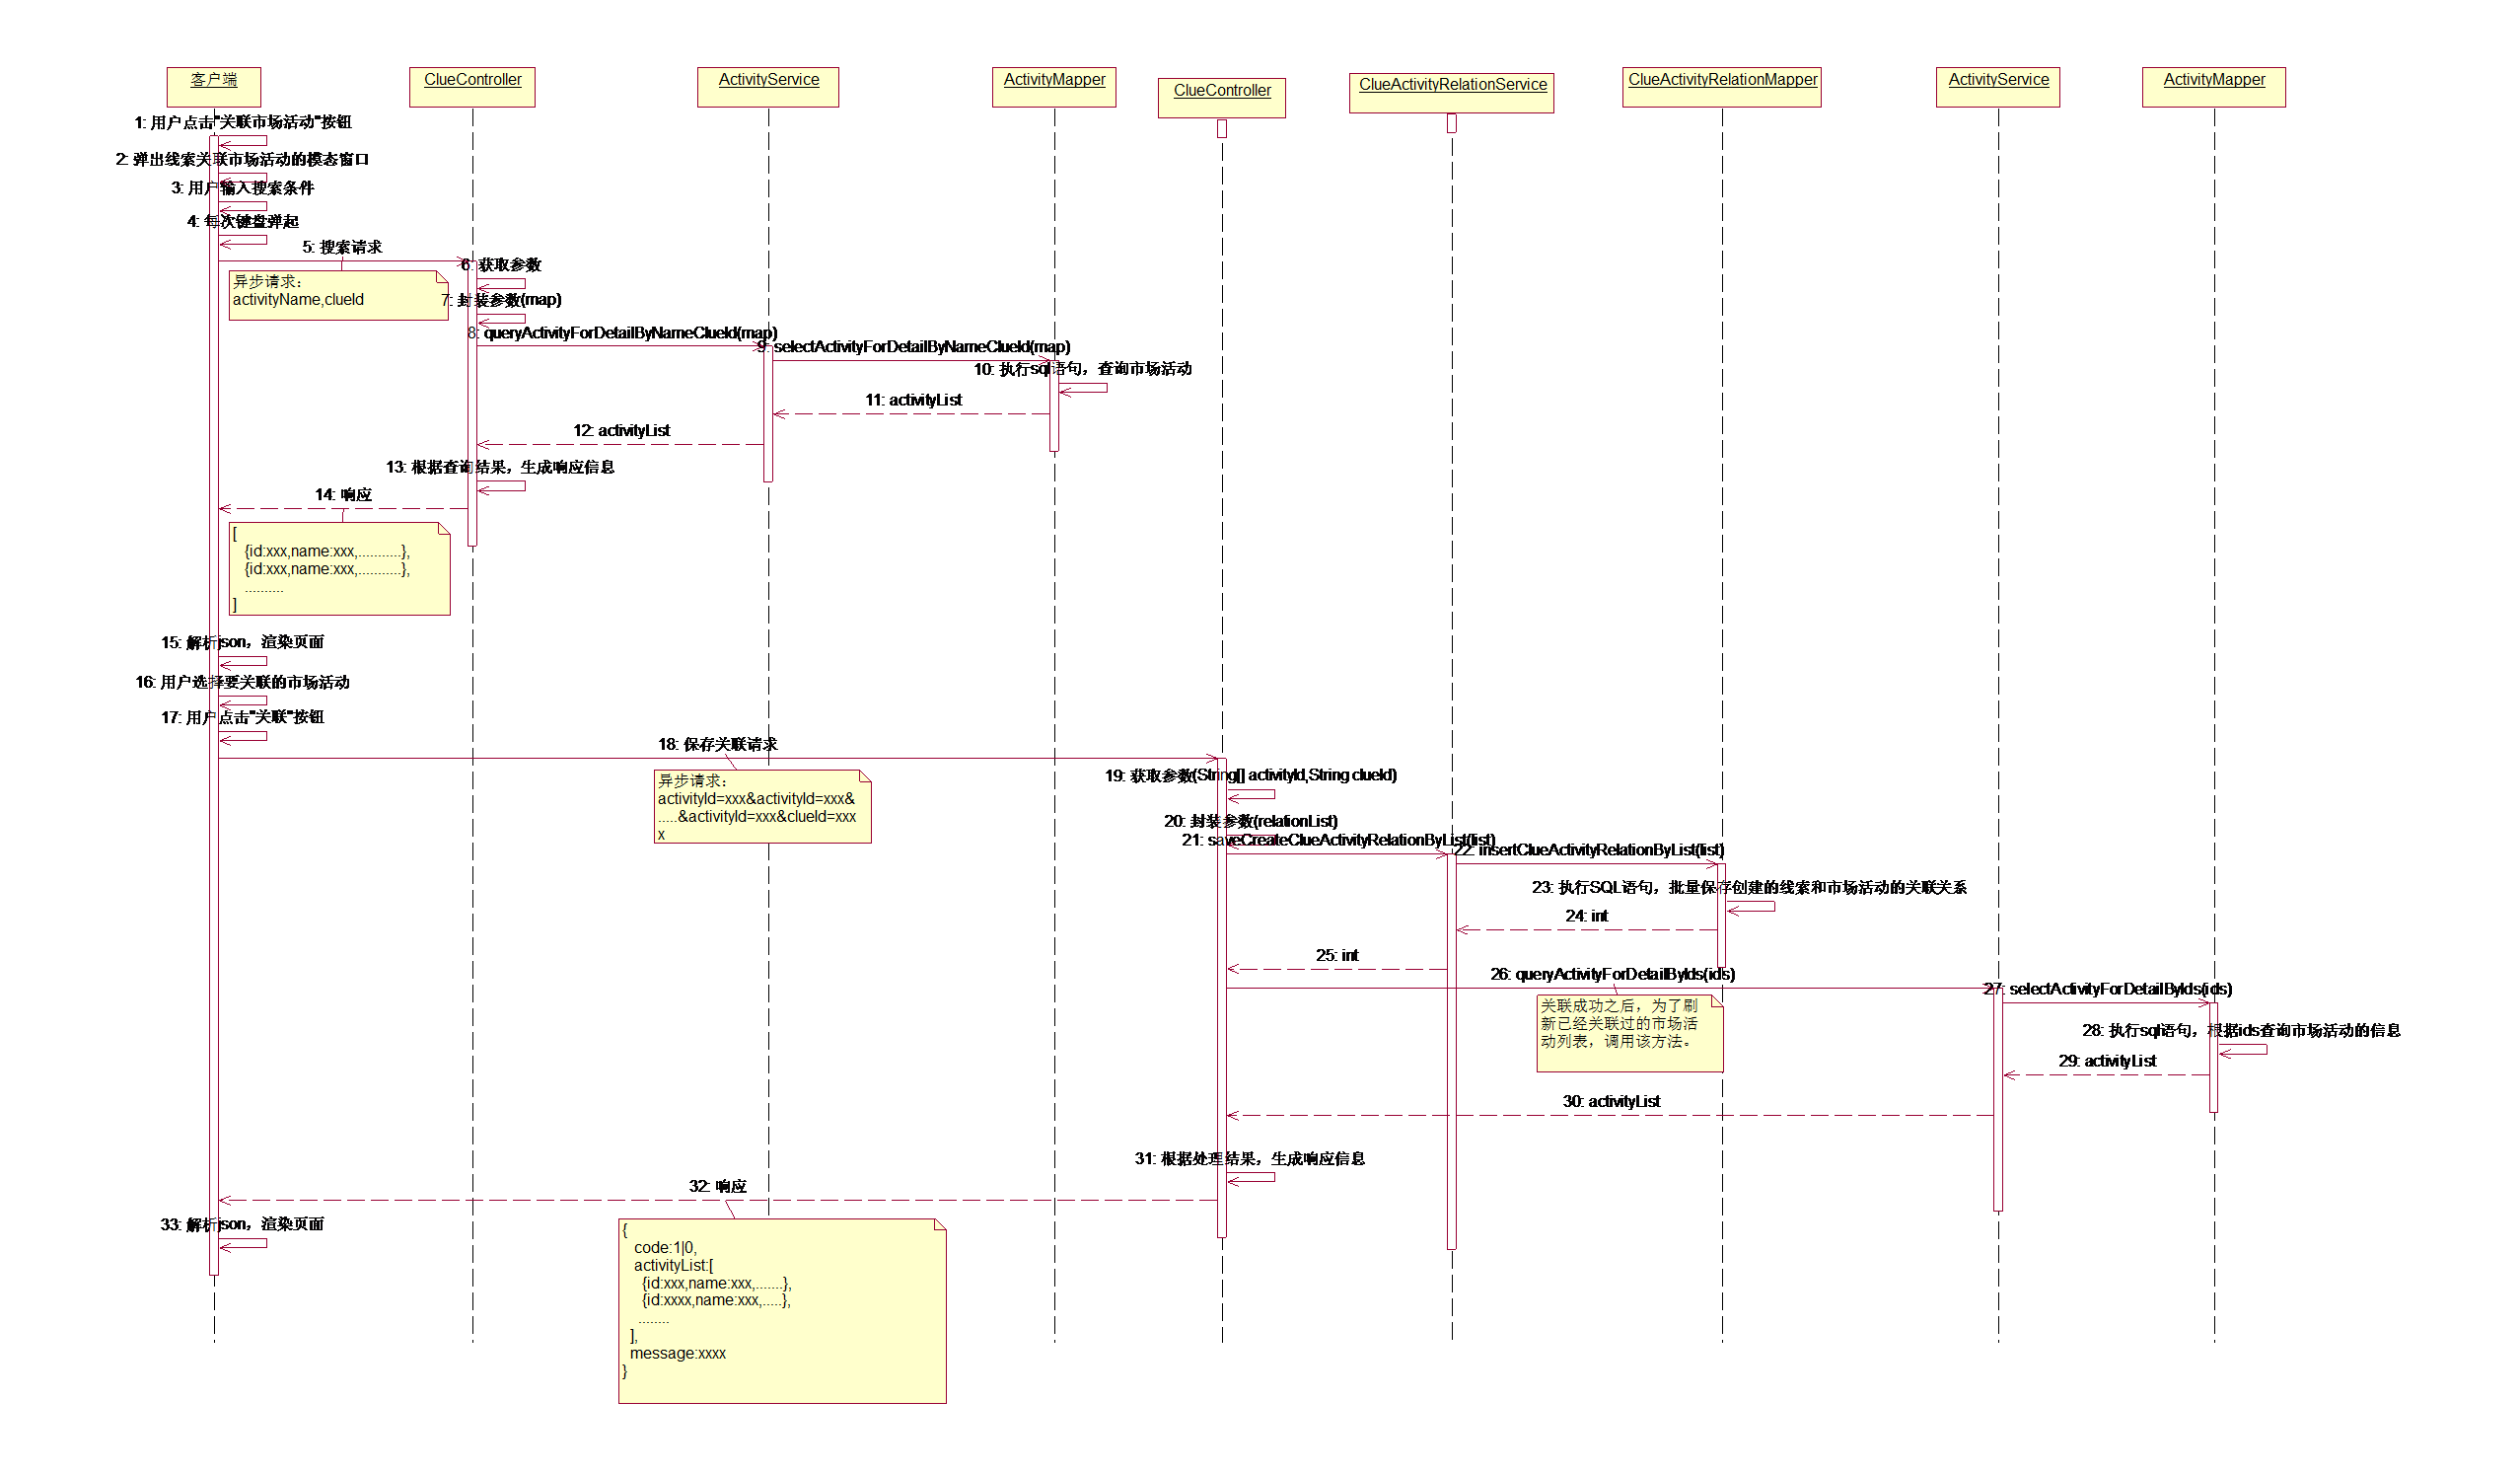 客户端
ClueController
ActivityService
ActivityMapper
ClueController
ClueActivityRelationService
ClueActivityRelationMapper
ActivityService
ActivityMapper
1: 用户点击"关联市场活动"按钮
2: 弹出线索关联市场活动的模态窗口
3: 用户输入搜索条件
4: 每次键盘弹起
5: 搜索请求
异步请求：
activityName,clueId
6: 获取参数
7: 封装参数(map)
8: queryActivityForDetailByNameClueId(map)
9: selectActivityForDetailByNameClueId(map)
10: 执行sql语句，查询市场活动
11: activityList
12: activityList
13: 根据查询结果，生成响应信息
14: 响应
[
{id:xxx,name:xxx,...........},
{id:xxx,name:xxx,...........},
..........
]
15: 解析json，渲染页面
16: 用户选择要关联的市场活动
17: 用户点击"关联"按钮
18: 保存关联请求
异步请求：
activityId=xxx&activityId=xxx&
.....&activityId=xxx&clueId=xxx
x
19: 获取参数(String[] activityId,String clueId)
20: 封装参数(relationList)
21: saveCreateClueActivityRelationByList(list)
22: insertClueActivityRelationByList(list)
23: 执行SQL语句，批量保存创建的线索和市场活动的关联关系
24: int
25: int
26: queryActivityForDetailByIds(ids)
关联成功之后，为了刷
新已经关联过的市场活
动列表，调用该方法。
27: selectActivityForDetailByIds(ids)
28: 执行sql语句，根据ids查询市场活动的信息
29: activityList
30: activityList
31: 根据处理结果，生成响应信息
32: 响应
{
code:1|0,
activityList:[
{id:xxx,name:xxx,.......},
{id:xxxx,name:xxx,.....},
........
],
message:xxxx
}
33: 解析json，渲染页面